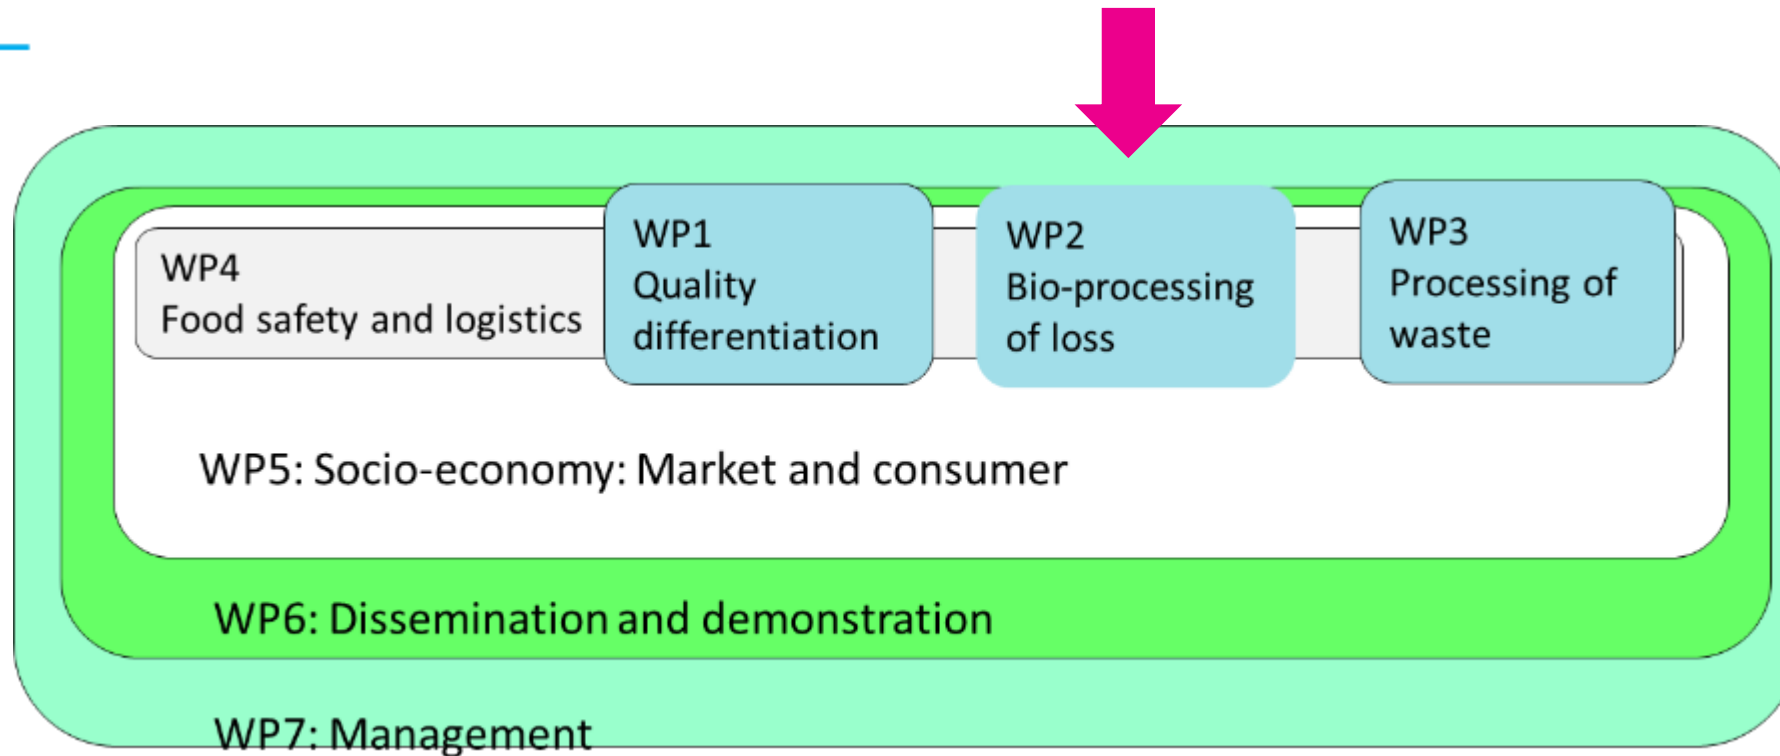 WP4
Food safety and logistics
WP1
Quality
differentiation
WP2
Bio-processing
of loss
WP3
Processing of
waste
WP5: Socio-economy: Market and consumer
WP6: Dissemination and demonstration
WP7: Management